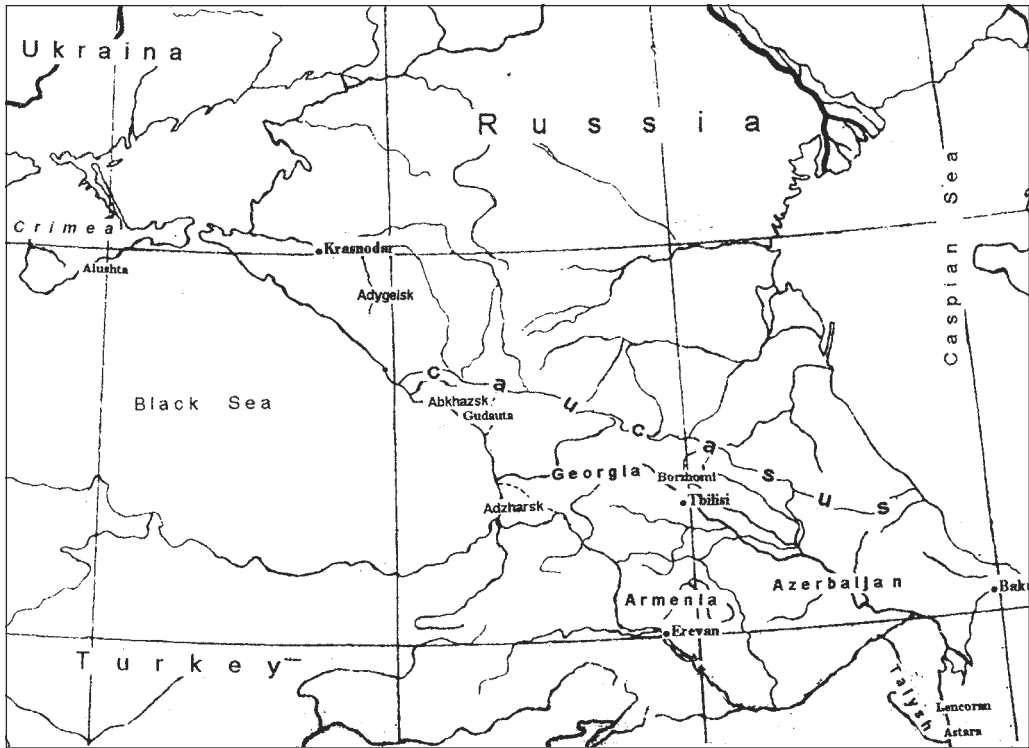 Ukraina
Russia
Caspian Sea
Crimea
Krasnodar
Alushta
Adygeisk
caucasus
Abkhazsk
Gudauta
Black Sea
Georgia
Borzhomi
Tbilisi
Adzharsk
Azerbaijan
Armenia
Baku
Erevan
Turkey
Talysh
Lencoran
Astara